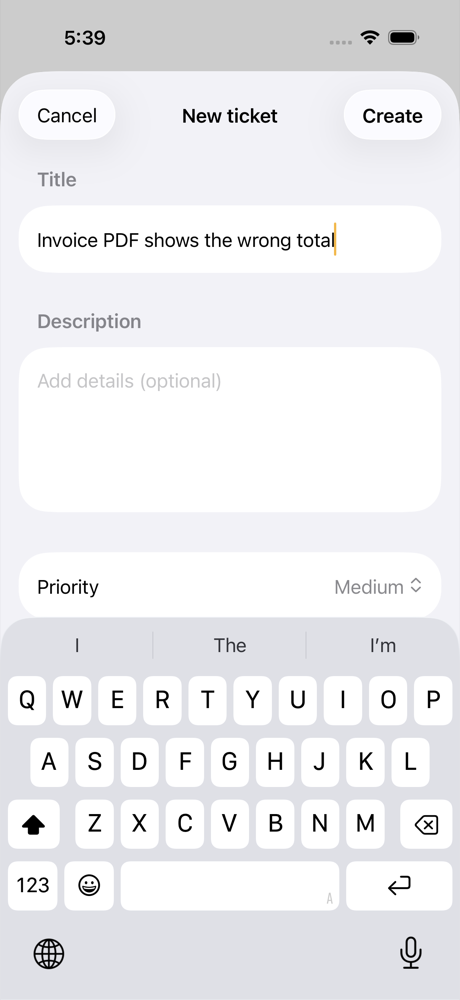 5:39
Cancel
New ticket
Create
Title
Invoice PDF shows the wrong total
Description
Add details (optional)
Priority
Medium
I The I'm
Q W E R T Y U I O P
A S D F G H J K L
Z X C V B N M
123
A